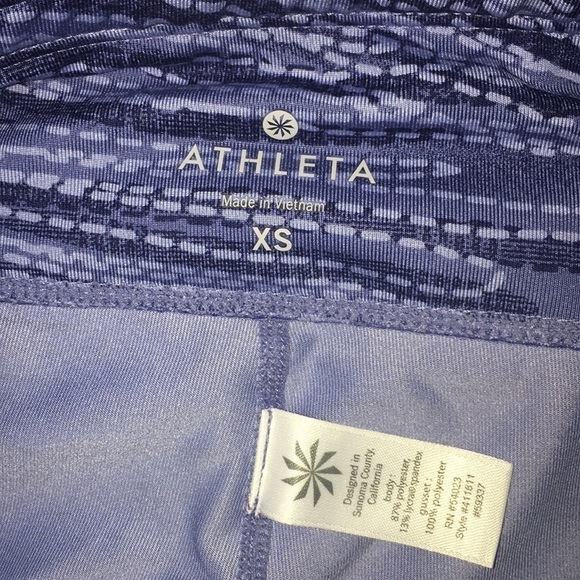 ATHLETA
Made in Vietnam
XS
Designed in
Sonoma County,
California
body:
87% polyester,
13% lycra®spandex
gusset:
100% polyester
RN #54023
Style #411811
#59337